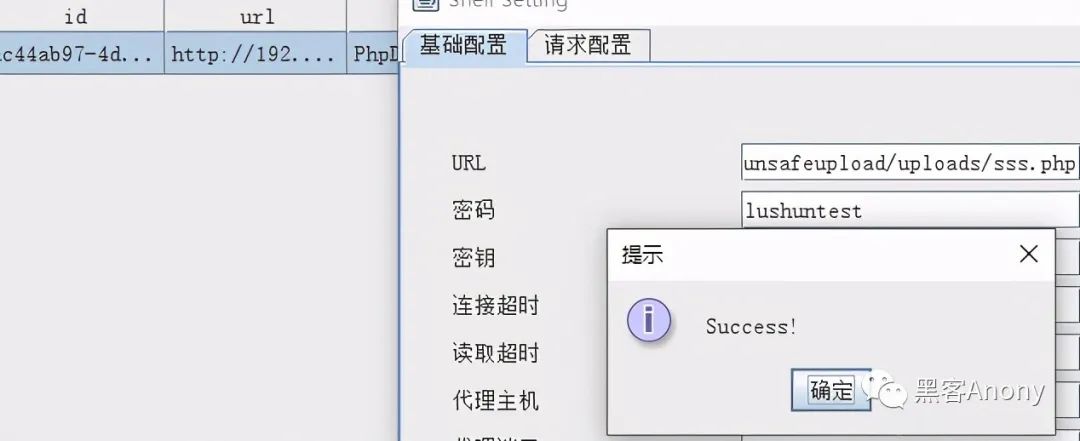 Shell Setting
id
url
ac44ab97-4d...
http://192....
PhpD
基础配置
请求配置
URL
unsafeupload/uploads/sss.php
密码
lushuntest
密钥
提示
连接超时
Success!
读取超时
代理主机
确定
黑客Anony